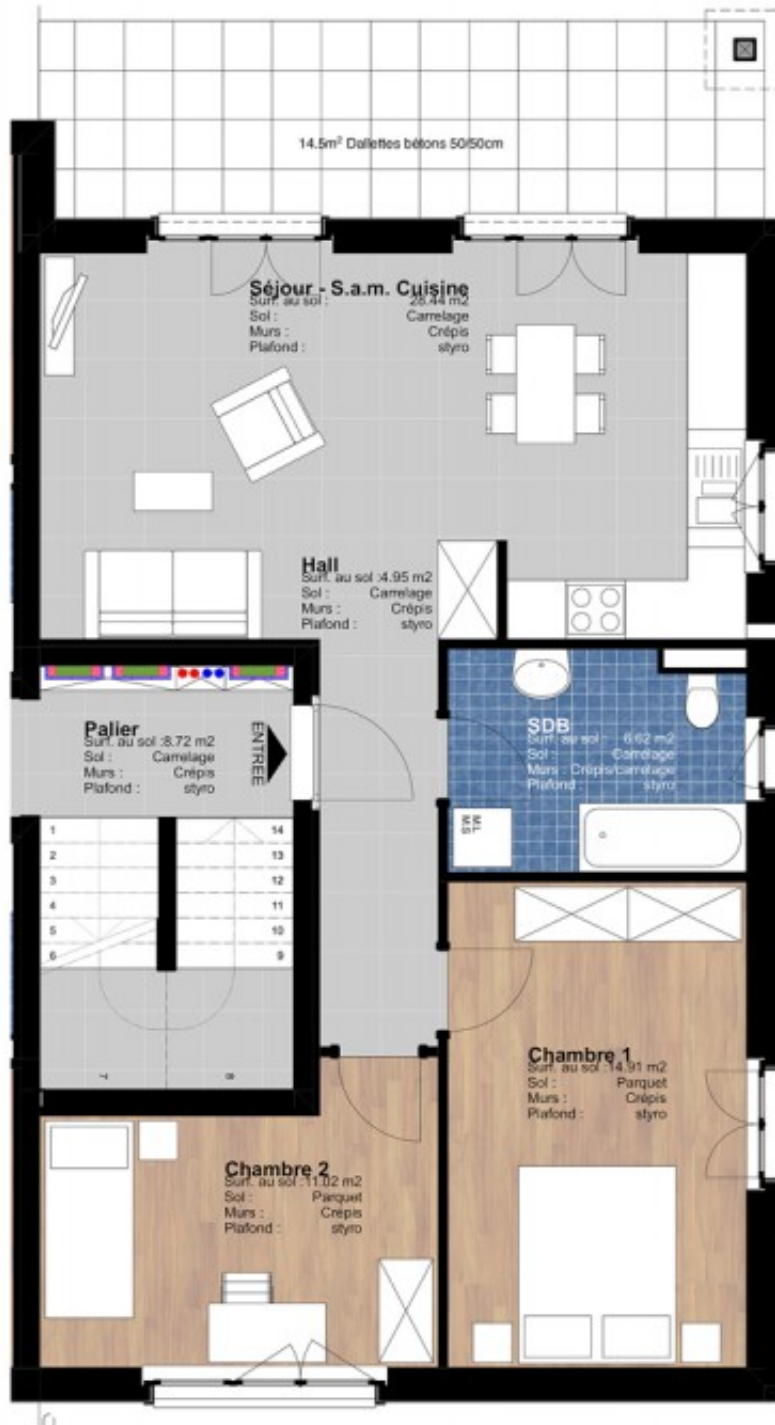 14.5m² Dallettes bétons 50/50cm
Séjour - S.a.m. Cuisine
Surf. au sol : 28.44 m2
Sol : Carrelage
Murs : Crépis
Plafond : styro
Hall
Surf. au sol :4.95 m2
Sol : Carrelage
Murs : Crépis
Plafond : styro
Palier
Surf. au sol :8.72 m2
Sol : Carrelage
Murs : Crépis
Plafond : styro
ENTREE
SDB
Surf. au sol : 6.62 m2
Sol : Carrelage
Murs : Crépis/carrelage
Plafond : styro
ML
MS
1 14
2 13
3 12
4 11
5 10
6 9
7 8
Chambre 1
Surf. au sol :14.91 m2
Sol : Parquet
Murs : Crépis
Plafond : styro
Chambre 2
Surf. au sol :11.02 m2
Sol : Parquet
Murs : Crépis
Plafond : styro